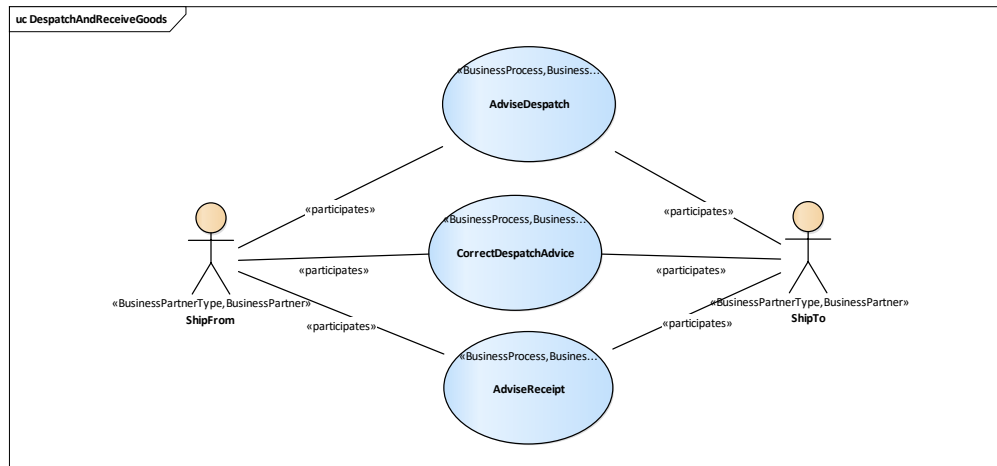 uc DespatchAndReceiveGoods
«BusinessProcess,Business...
AdviseDespatch
«participates»
«participates»
«BusinessProcess,Business...
CorrectDespatchAdvice
«participates»
«participates»
«BusinessPartnerType,BusinessPartner»
ShipFrom
«BusinessPartnerType,BusinessPartner»
ShipTo
«participates»
«participates»
«BusinessProcess,Busines...
AdviseReceipt